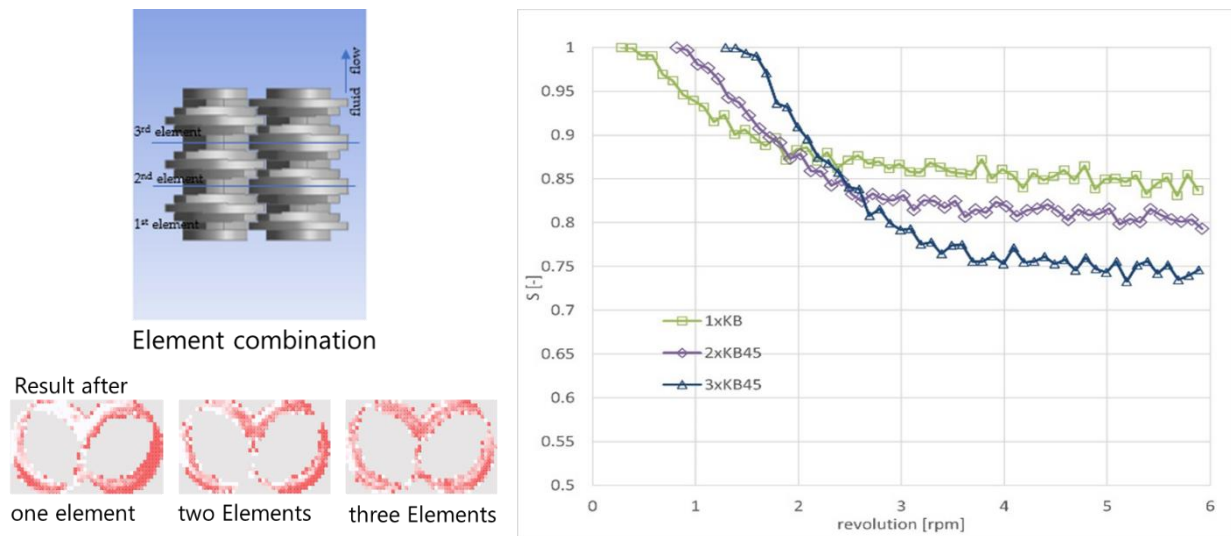 fluid flow
3rd element
2nd element
1st element
Element combination
Result after
one element
two Elements
three Elements
1
0.95
0.9
0.85
0.8
0.75
0.7
0.65
0.6
0.55
0.5
S [-]
1xKB
2xKB45
3xKB45
0 1 2 3 4 5 6
revolution [rpm]